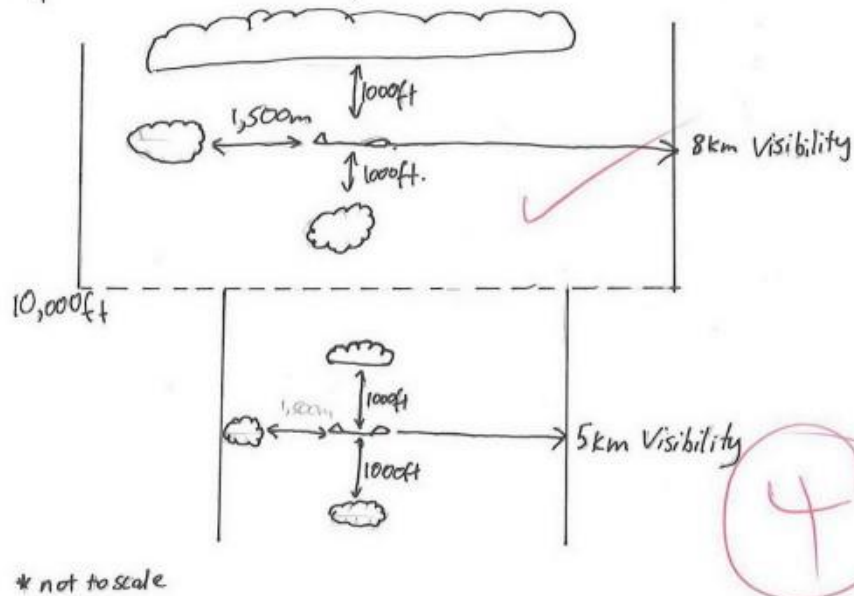 1000ft
1,500m
8km Visibility
1000ft.
10,000ft
1000ft
1,500m
5km Visibility
1000ft
4
* not to scale